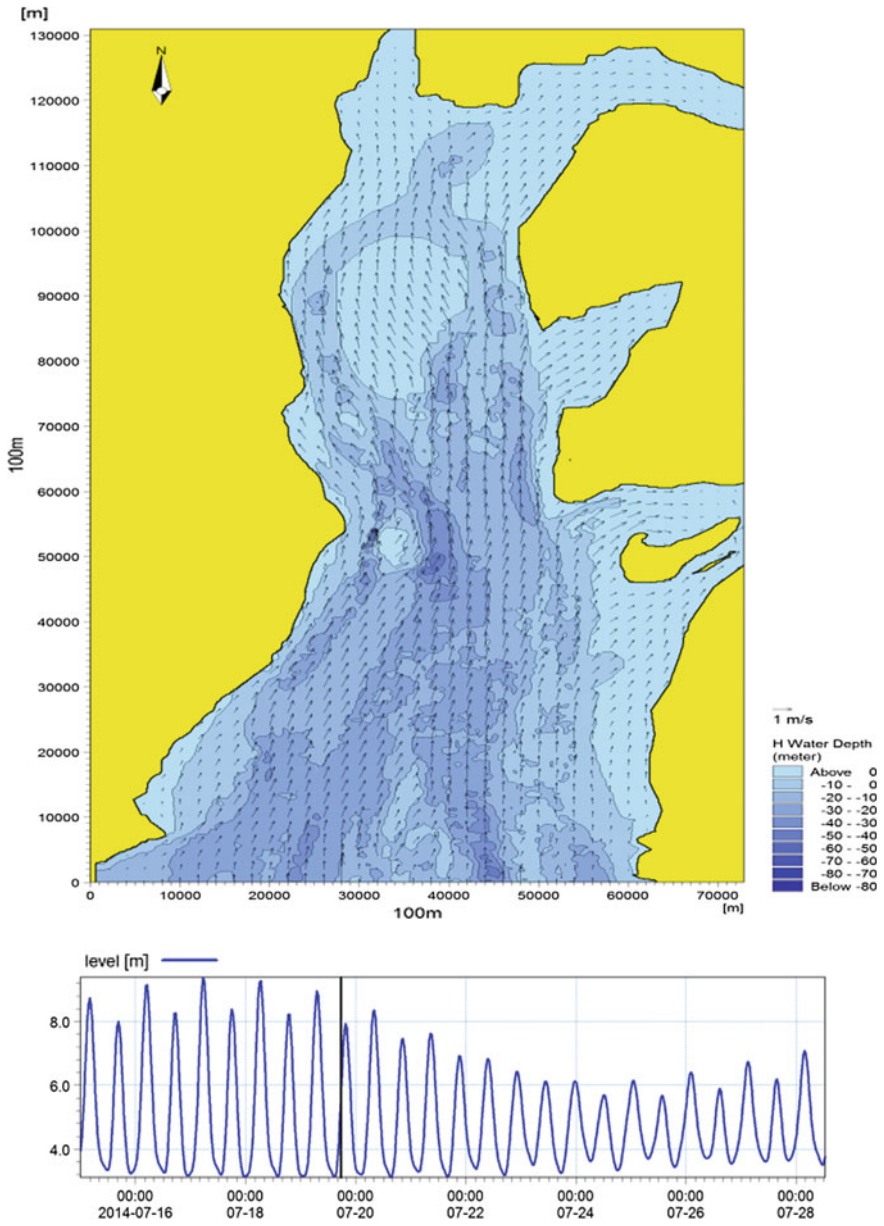 [m]
130000
N
120000
110000
100000
90000
80000
70000
100m
60000
50000
40000
30000
20000
10000
0
0 10000 20000 30000 40000 50000 60000 70000
100m [m]
1 m/s
H Water Depth
(meter)
Above 0
-10 - 0
-20 - -10
-30 - -20
-40 - -30
-50 - -40
-60 - -50
-70 - -60
-80 - -70
Below -80
level [m]
8.0
6.0
4.0
00:00 00:00 00:00 00:00 00:00 00:00 00:00
2014-07-16 07-18 07-20 07-22 07-24 07-26 07-28